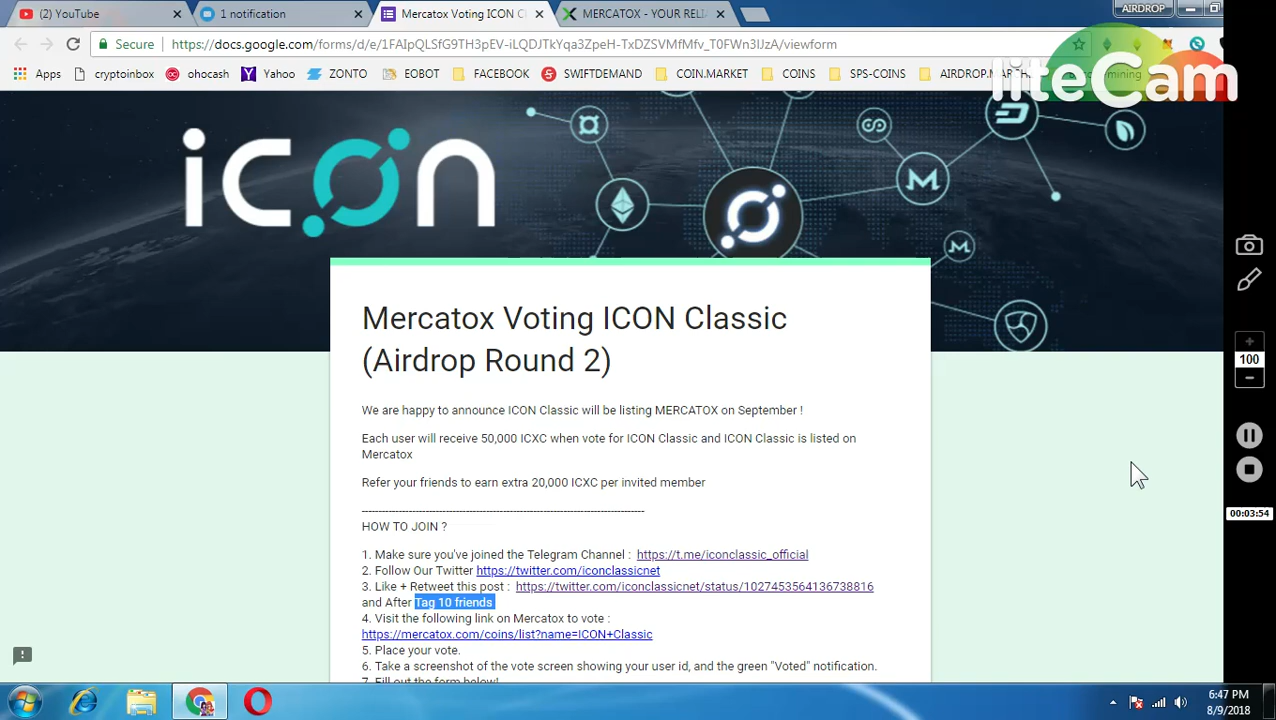 (2) YouTube
1 notification
Mercatox Voting ICON C
MERCATOX - YOUR RELI
AIRDROP
Secure
https://docs.google.com/forms/d/e/1FAIpQLSfG9TTr3pEV-iLQDJTkYqa3ZpeH-TxDZSVMfMfv_T0FWn3IJzA/viewform
Apps
cryptoinbox
ohocash
Yahoo
ZONTO
EOBOT
FACEBOOK
SWIFTDEMAND
COIN.MARKET
COINS
SPS-COINS
mining
liteCam
icon
Mercatox Voting ICON Classic
(Airdrop Round 2)
We are happy to announce ICON Classic will be listing MERCATOX on September !
Each user will receive 50,000 ICXC when vote for ICON Classic and ICON Classic is listed on
Mercatox
Refer your friends to earn extra 20,000 ICXC per invited member
HOW TO JOIN ?
1. Make sure you've joined the Telegram Channel : https://t.me/iconclassic_official
2. Follow Our Twitter https://twitter.com/iconclassicnet
3. Like + Retweet this post : https://twitter.com/iconclassicnet/status/1027453564136738816
and After Tag 10 friends
4. Visit the following link on Mercatox to vote :
https://mercatox.com/coins/list?name=ICON+Classic
5. Place your vote.
6. Take a screenshot of the vote screen showing your user id, and the green "Voted" notification.
7. Fill out the form below!
100
00:03:54
6:47 PM
8/9/2018